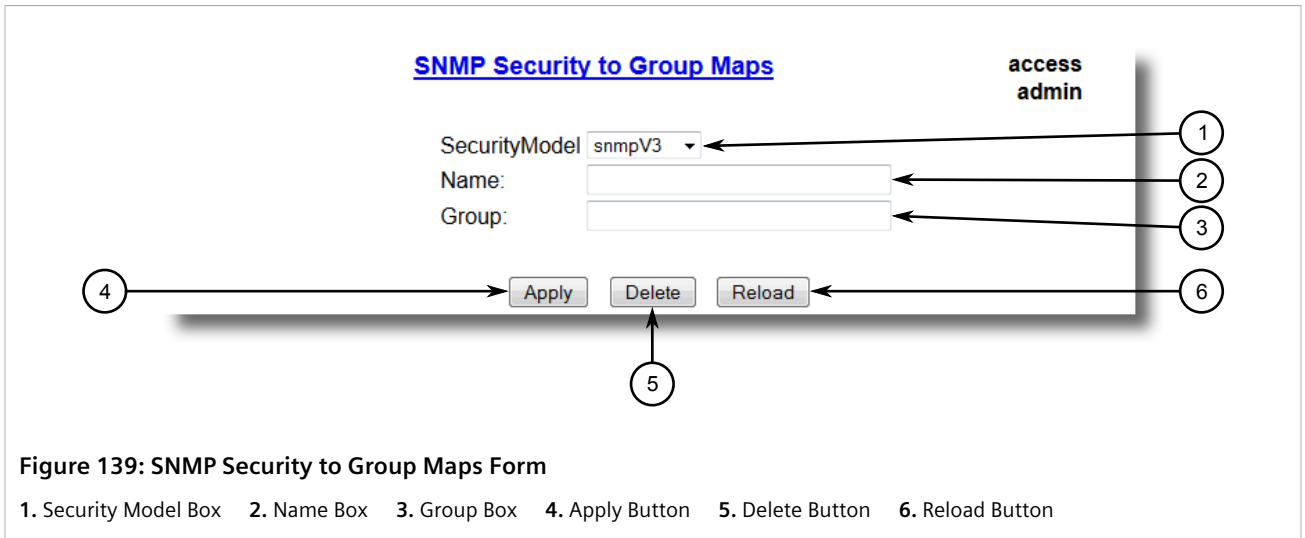 SNMP Security to Group Maps
access
admin
SecurityModel snmpV3
1
Name:
2
Group:
3
4
Apply Delete Reload
6
5
Figure 139: SNMP Security to Group Maps Form
1. Security Model Box 2. Name Box 3. Group Box 4. Apply Button 5. Delete Button 6. Reload Button